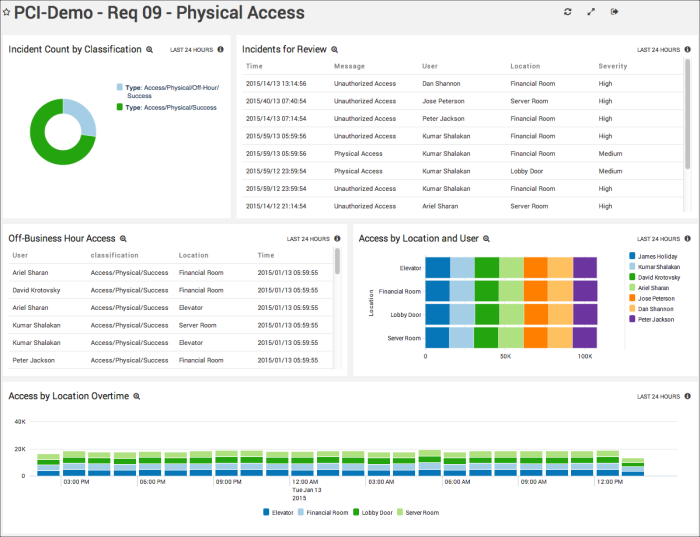 PCI-Demo - Req 09 - Physical Access
Incident Count by Classification
LAST 24 HOURS
Type: Access/Physical/Off-Hour/
Success
Type: Access/Physical/Success
Incidents for Review
LAST 24 HOURS
Time Message User Location Severity
2015/14/13 13:14:56 Unauthorized Access Dan Shannon Financial Room High
2015/40/13 07:40:54 Unauthorized Access Jose Peterson Server Room High
2015/14/13 07:14:54 Unauthorized Access Peter Jackson Financial Room High
2015/59/13 05:59:56 Unauthorized Access Kumar Shalakan Financial Room High
2015/59/13 05:59:56 Physical Access Kumar Shalakan Financial Room Medium
2015/59/12 23:59:54 Physical Access Kumar Shalakan Lobby Door Medium
2015/59/12 23:59:54 Unauthorized Access Kumar Shalakan Financial Room High
2015/14/12 21:14:54 Unauthorized Access Ariel Sharan Server Room High
Off-Business Hour Access
LAST 24 HOURS
User classification Location Time
Ariel Sharan Access/Physical/Success Financial Room 2015/01/13 05:59:55
David Krotovsky Access/Physical/Success Financial Room 2015/01/13 05:59:55
Ariel Sharan Access/Physical/Success Elevator 2015/01/13 05:59:55
Kumar Shalakan Access/Physical/Success Server Room 2015/01/13 05:59:55
Kumar Shalakan Access/Physical/Success Elevator 2015/01/13 05:59:55
Peter Jackson Access/Physical/Success Financial Room 2015/01/13 05:59:55
Access by Location and User
LAST 24 HOURS
Location
Elevator
Financial Room
Lobby Door
Server Room
0 50K 100K
James Holiday
Kumar Shalakan
David Krotovsky
Ariel Sharan
Jose Peterson
Dan Shannon
Peter Jackson
Access by Location Overtime
LAST 24 HOURS
40K
20K
0
03:00 PM 06:00 PM 09:00 PM 12:00 AM 03:00 AM 06:00 AM 09:00 AM 12:00 PM
Tue Jan 13
2015
Elevator Financial Room Lobby Door Server Room